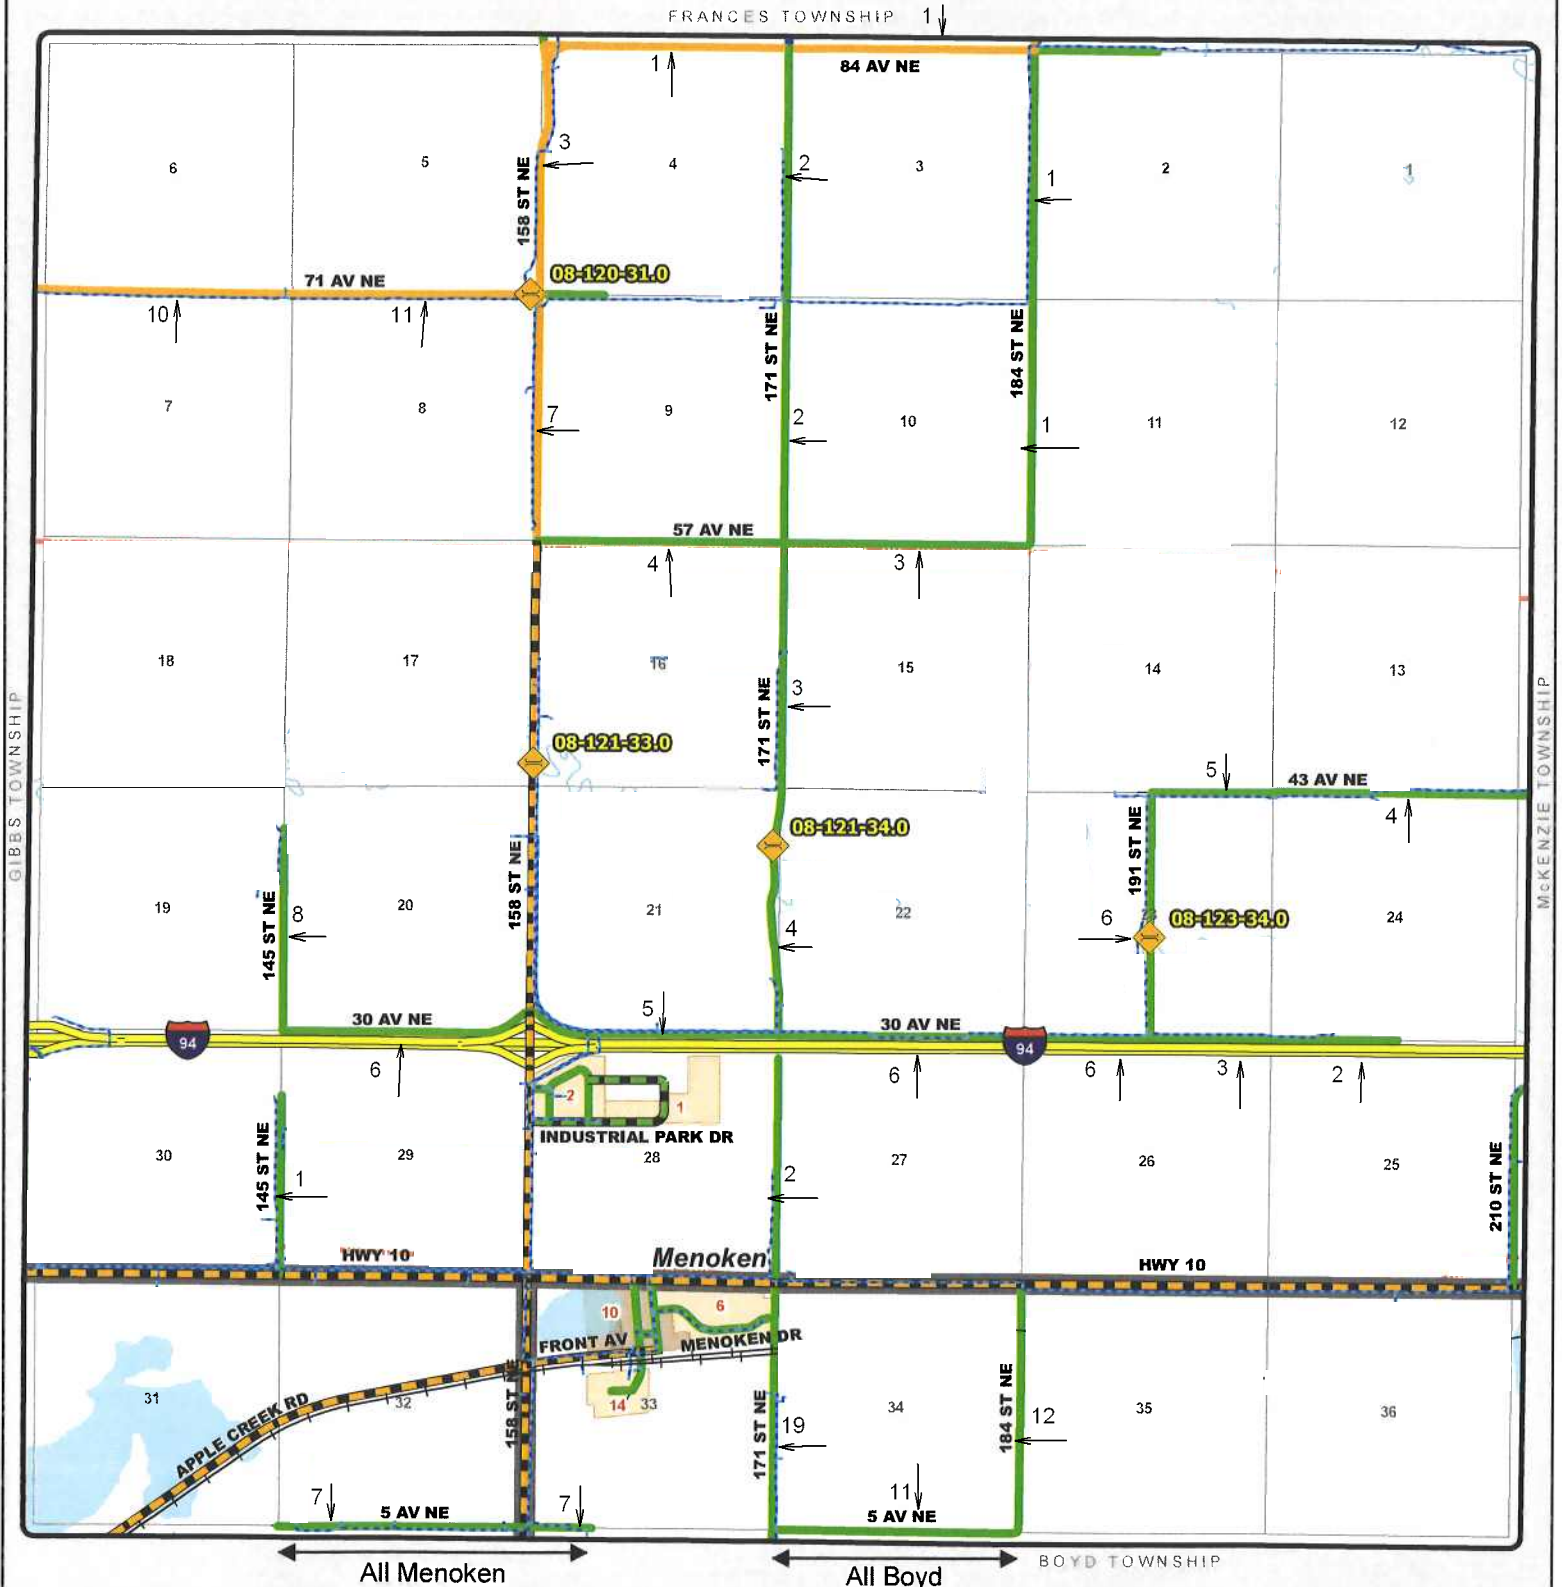 FRANCES TOWNSHIP
1
84 AV NE
1
6
5
3
4
2
3
1
2
1
158 ST NE
08-120-31.0
71 AV NE
10
11
171 ST NE
184 ST NE
7
8
7
9
2
10
1
11
12
57 AV NE
4
3
18
17
16
15
14
13
GIBBS TOWNSHIP
McKENZIE TOWNSHIP
171 ST NE
3
08-121-33.0
5
43 AV NE
4
08-121-34.0
191 ST NE
19
145 ST NE
8
20
158 ST NE
21
22
4
6
23
08-123-34.0
24
30 AV NE
5
30 AV NE
94
94
6
6
6
3
2
2
1
INDUSTRIAL PARK DR
30
145 ST NE
1
29
28
2
27
26
25
210 ST NE
HWY 10
Menoken
HWY 10
10
6
FRONT AV
MENOKEN DR
31
APPLE CREEK RD
32
158 ST NE
14
33
171 ST NE
19
34
184 ST NE
12
35
36
7
5 AV NE
7
11
5 AV NE
All Menoken
All Boyd
BOYD TOWNSHIP